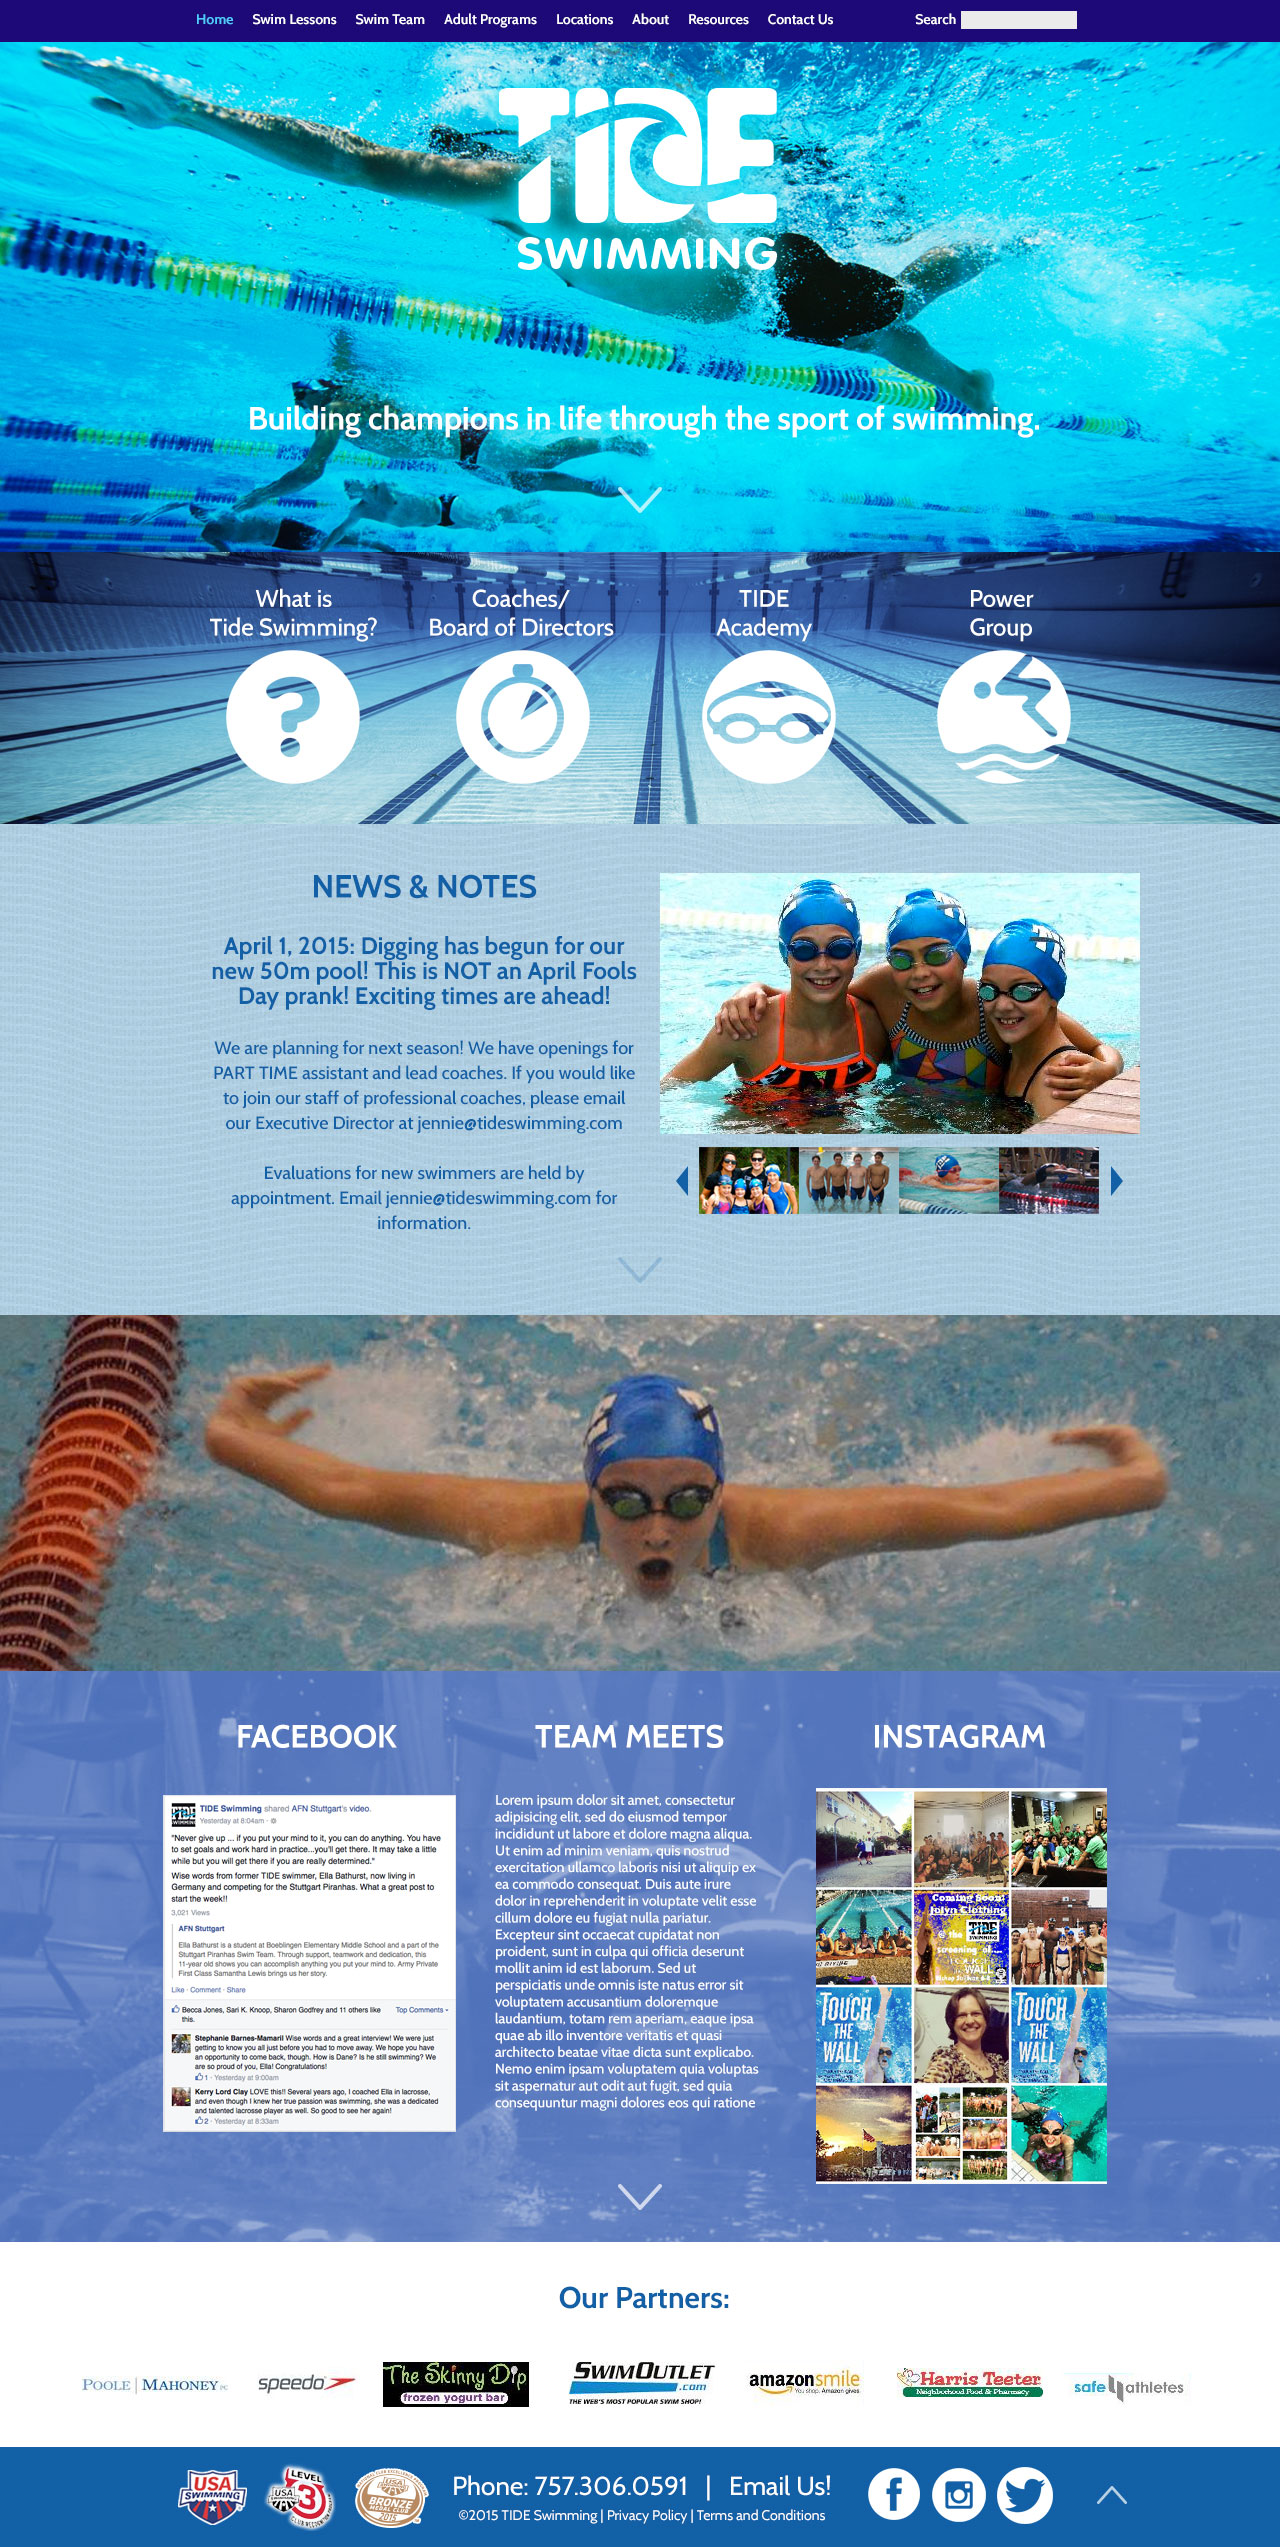 Home Swim Lessons Swim Team Adult Programs Locations About Resources Contact Us Search
TIDE
SWIMMING
Building champions in life through the sport of swimming.
What is
Tide Swimming?
Coaches/
Board of Directors
TIDE
Academy
Power
Group
NEWS & NOTES
April 1, 2015: Digging has begun for our
new 50m pool! This is NOT an April Fools
Day prank! Exciting times are ahead!
We are planning for next season! We have openings for
PART TIME assistant and lead coaches. If you would like
to join our staff of professional coaches, please email
our Executive Director at jennie@tideswimming.com
Evaluations for new swimmers are held by
appointment. Email jennie@tideswimming.com for
information.
FACEBOOK
TIDE Swimming shared AFN Stuttgart's video.
Yesterday at 8:04am
"Never give up ... if you put your mind to it, you can do anything. You have
to set goals and work hard in practice...you'll get there. It may take a little
while but you will get there if you are really determined."
Wise words from former TIDE swimmer, Ella Bathurst, now living in
Germany and competing for the Stuttgart Piranhas. What a great post to
start the week!!
3,021 Views
AFN Stuttgart
Ella Bathurst is a student at Boeblingen Elementary Middle School and a part of the
Stuttgart Piranhas Swim Team. Through support, teamwork and dedication, this
11-year old shows you can accomplish anything you put your mind to. Army Private
First Class Samantha Lewis brings us her story.
Like · Comment · Share
Becca Jones, Sari K. Knoop, Sharon Godfrey and 11 others like
this.
Top Comments
Stephanie Barnes-Mamaril Wise words and a great interview! We were just
getting to know you all just before you had to move away. We hope you have
an opportunity to come back, though. How is Dane? Is he still swimming? We
are so proud of you, Ella! Congratulations!
1 · Yesterday at 9:00am
Kerry Lord Clay LOVE this!! Several years ago, I coached Ella in lacrosse,
and even though I knew her true passion was swimming, she was a dedicated
and talented lacrosse player as well. So good to see her again!
2 · Yesterday at 8:33am
TEAM MEETS
Lorem ipsum dolor sit amet, consectetur
adipisicing elit, sed do eiusmod tempor
incididunt ut labore et dolore magna aliqua.
Ut enim ad minim veniam, quis nostrud
exercitation ullamco laboris nisi ut aliquip ex
ea commodo consequat. Duis aute irure
dolor in reprehenderit in voluptate velit esse
cillum dolore eu fugiat nulla pariatur.
Excepteur sint occaecat cupidatat non
proident, sunt in culpa qui officia deserunt
mollit anim id est laborum. Sed ut
perspiciatis unde omnis iste natus error sit
voluptatem accusantium doloremque
laudantium, totam rem aperiam, eaque ipsa
quae ab illo inventore veritatis et quasi
architecto beatae vitae dicta sunt explicabo.
Nemo enim ipsam voluptatem quia voluptas
sit aspernatur aut odit aut fugit, sed quia
consequuntur magni dolores eos qui ratione
INSTAGRAM
Coming Soon!
Jolyn Clothing
@ the TIDE
SWIMMING
screening of...
WALL
TOUCH
THE
WALL
TOUCH
THE
WALL
Our Partners:
POOLE | MAHONEY PC
speedo
The Skinny Dip
frozen yogurt bar
SWIMOUTLET
.com
THE WEB'S MOST POPULAR SWIM SHOP!
amazonsmile
You shop. Amazon gives.
Harris Teeter
Neighborhood Food & Pharmacy
safe4athletes
USA
SWIMMING
LEVEL
3
USA
CLUB RECOGNITION
USA
BRONZE
MEDAL CLUB
2015
Phone: 757.306.0591 | Email Us!
©2015 TIDE Swimming | Privacy Policy | Terms and Conditions